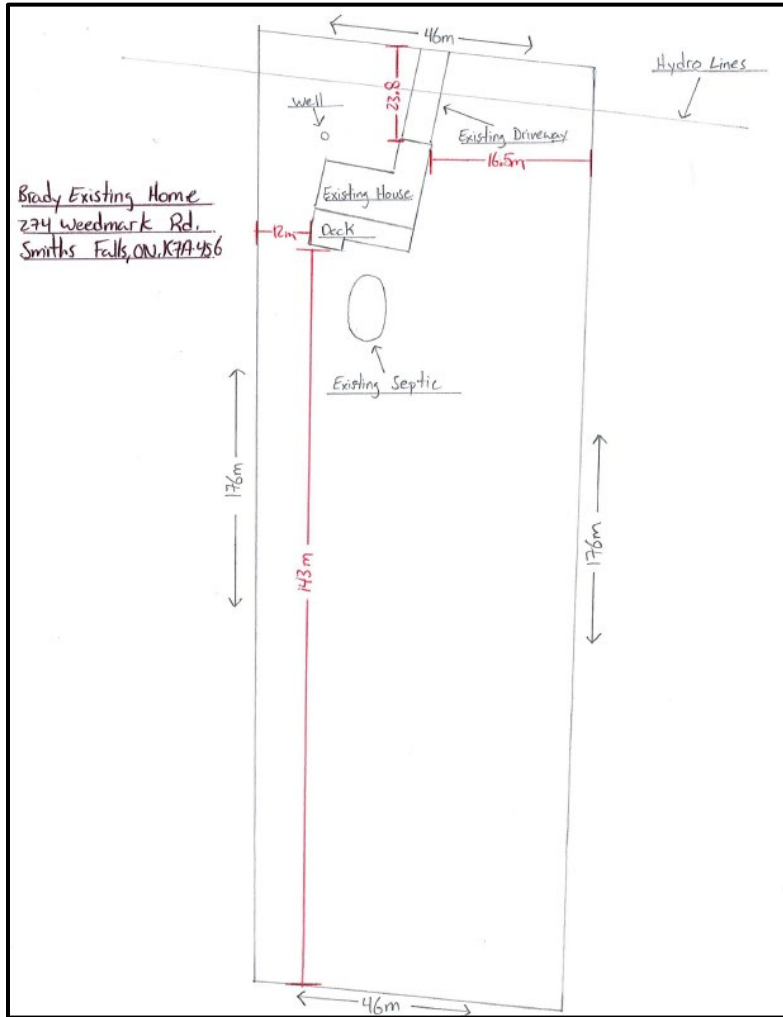 46m
Hydro Lines
Well
23.8
Existing Driveway
16.5m
Brady Existing Home
274 Weedmark Rd.
Smiths Falls, ON. K7A 4S6
Existing House
Deck
12m
Existing Septic
176m
176m
143m
46m